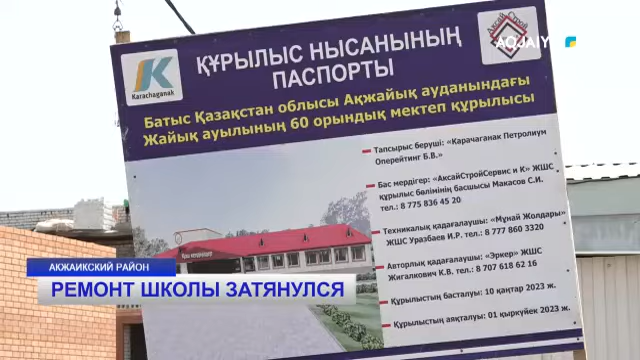 Karachaganak
ҚҰРЫЛЫС НЫСАНЫНЫҢ
ПАСПОРТЫ
АксайСтрой
AQJAIYQ
Батыс Қазақстан облысы Ақжайық ауданындағы
Жайық ауылының 60 орындық мектеп құрылысы
Тапсырыс беруші: «Карачаганак Петролиум
Оперейтинг Б.В.»
Бас мердігер: «АксайСтройСервис и К» ЖШС
құрылыс бөлімінің басшысы Макасов С.И.
тел.: 8 775 836 45 20
Техникалық қадағалаушы: «Мұнай Жолдары»
ЖШС Уразбаев И.Р. тел.: 8 777 860 3320
Авторлық қадағалаушы: «Эркер» ЖШС
Жигалкович К.В. тел.: 8 707 618 62 16
Құрылыстың басталуы: 10 қаңтар 2023 ж.
Құрылыстың аяқталуы: 01 қыркүйек 2023 ж.
АКЖАИКСКИЙ РАЙОН
РЕМОНТ ШКОЛЫ ЗАТЯНУЛСЯ